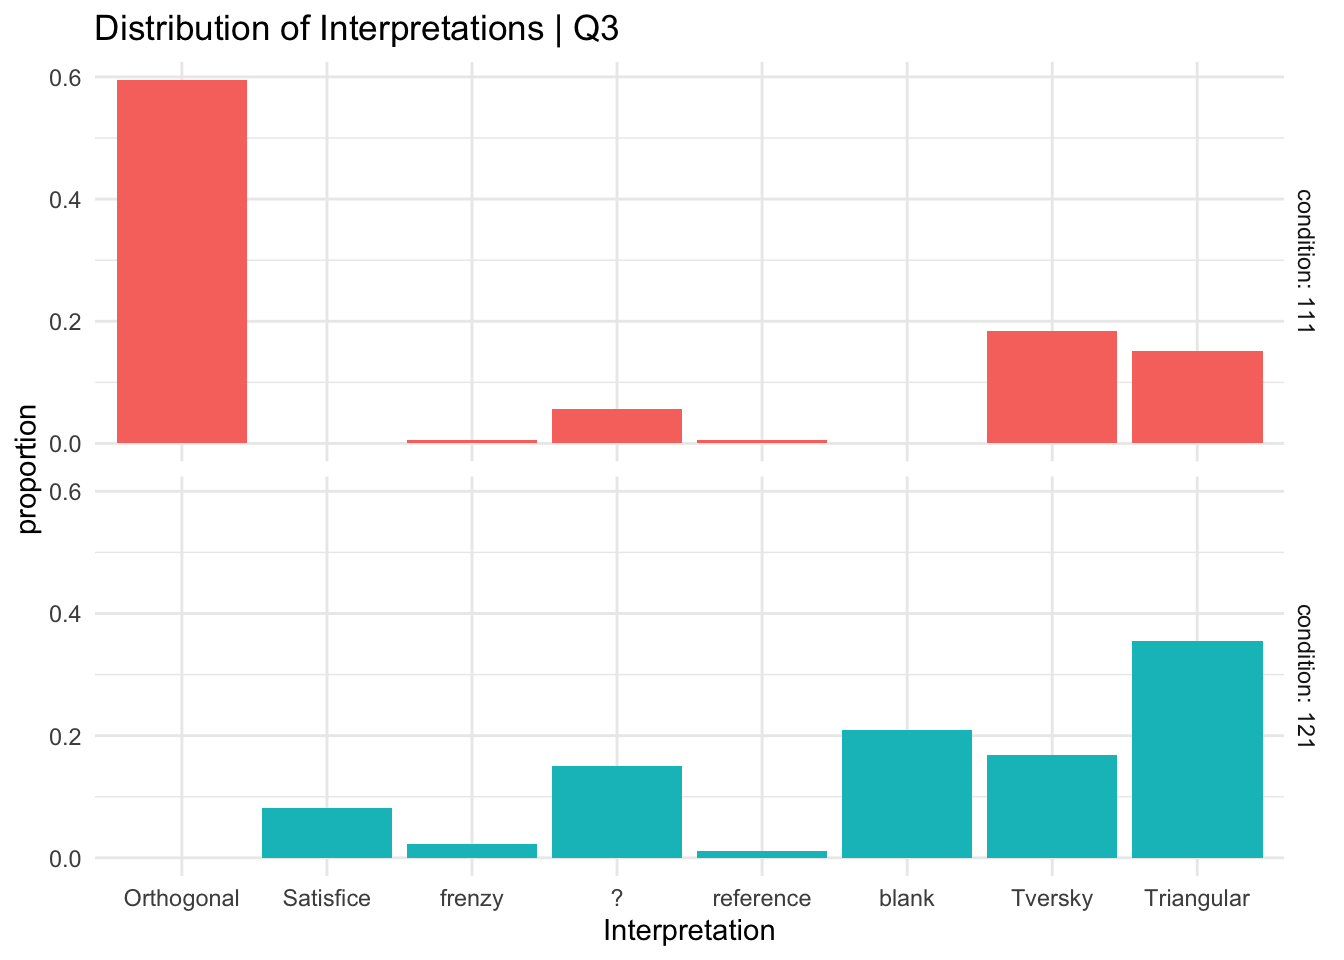 Distribution of Interpretations | Q3
0.6
0.4
0.2
0.0
condition: 111
proportion
0.6
0.4
0.2
0.0
condition: 121
Orthogonal Satisfice frenzy ? reference blank Tversky Triangular
Interpretation